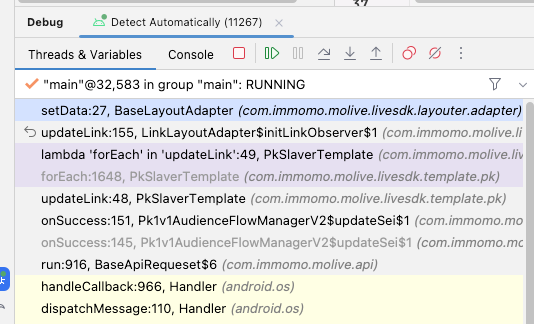 Debug
Detect Automatically (11267)
Threads & Variables
Console
"main"@32,583 in group "main": RUNNING
setData:27, BaseLayoutAdapter (com.immomo.molive.livesdk.layouter.adapter)
updateLink:155, LinkLayoutAdapter$initLinkObserver$1 (com.immomo.molive.li
lambda 'forEach' in 'updateLink':49, PkSlaverTemplate (com.immomo.molive.liv
forEach:1648, PkSlaverTemplate (com.immomo.molive.livesdk.template.pk)
updateLink:48, PkSlaverTemplate (com.immomo.molive.livesdk.template.pk)
onSuccess:151, Pk1v1AudienceFlowManagerV2$updateSei$1 (com.immomo.mo
onSuccess:145, Pk1v1AudienceFlowManagerV2$updateSei$1 (com.immomo.mo
run:916, BaseApiRequeset$6 (com.immomo.molive.api)
handleCallback:966, Handler (android.os)
dispatchMessage:110, Handler (android.os)